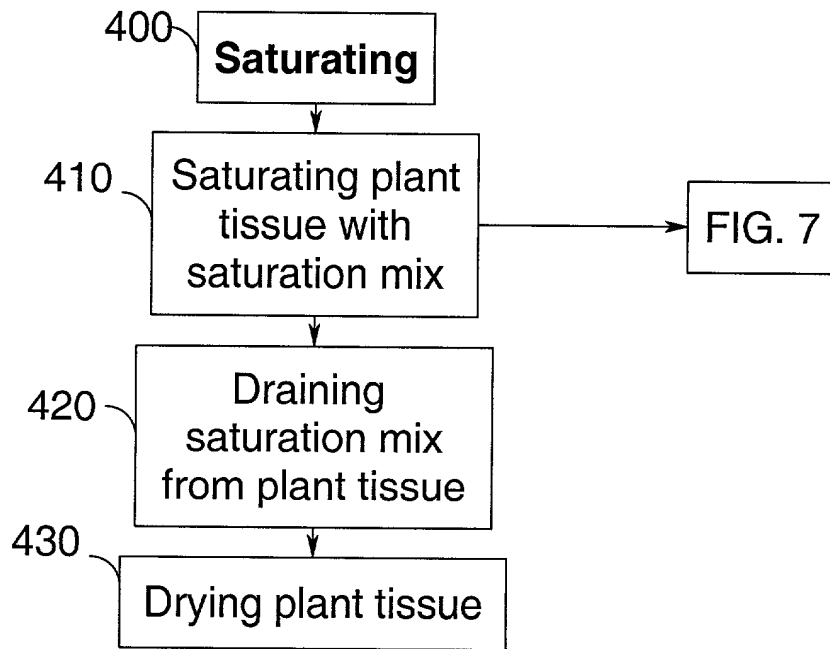 400
Saturating
410
Saturating plant
tissue with
saturation mix
FIG. 7
420
Draining
saturation mix
from plant tissue
430
Drying plant tissue